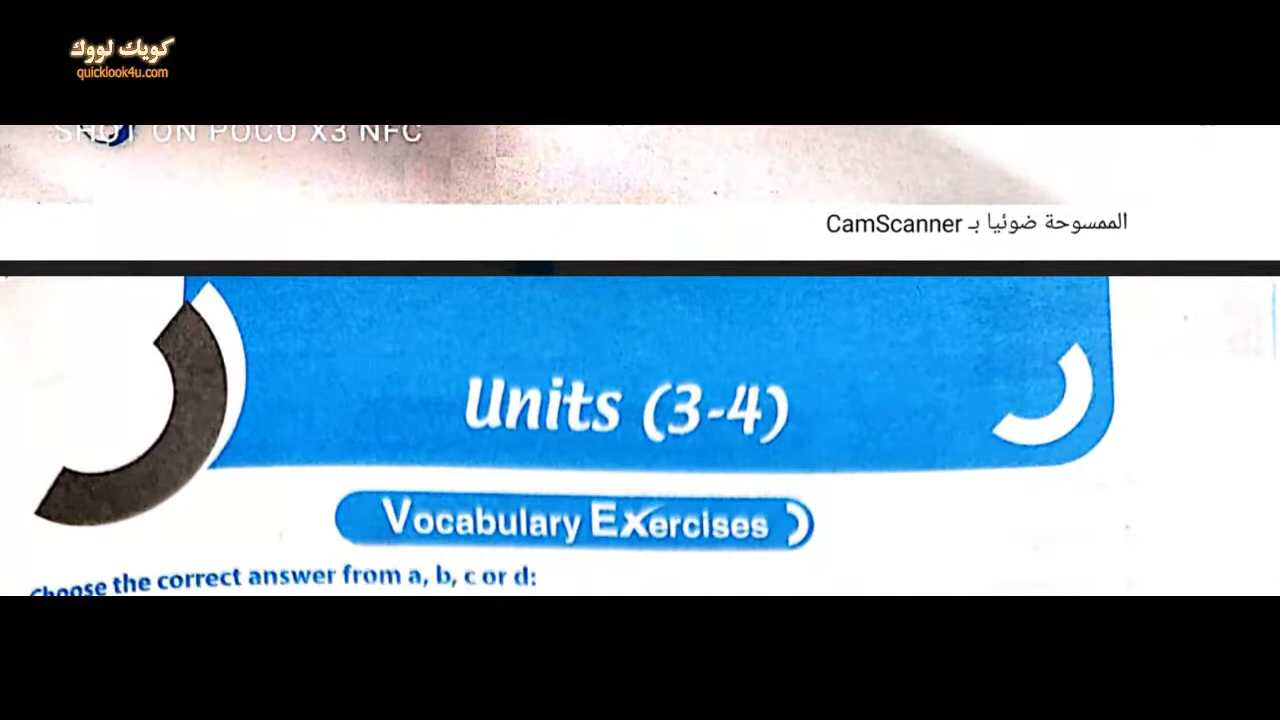 كويك لووك
quicklook4u.com
SHOT ON POCO X3 NFC
الممسوحة ضوئيا بـ CamScanner
Units (3-4)
Vocabulary Exercises
Choose the correct answer from a, b, c or d: